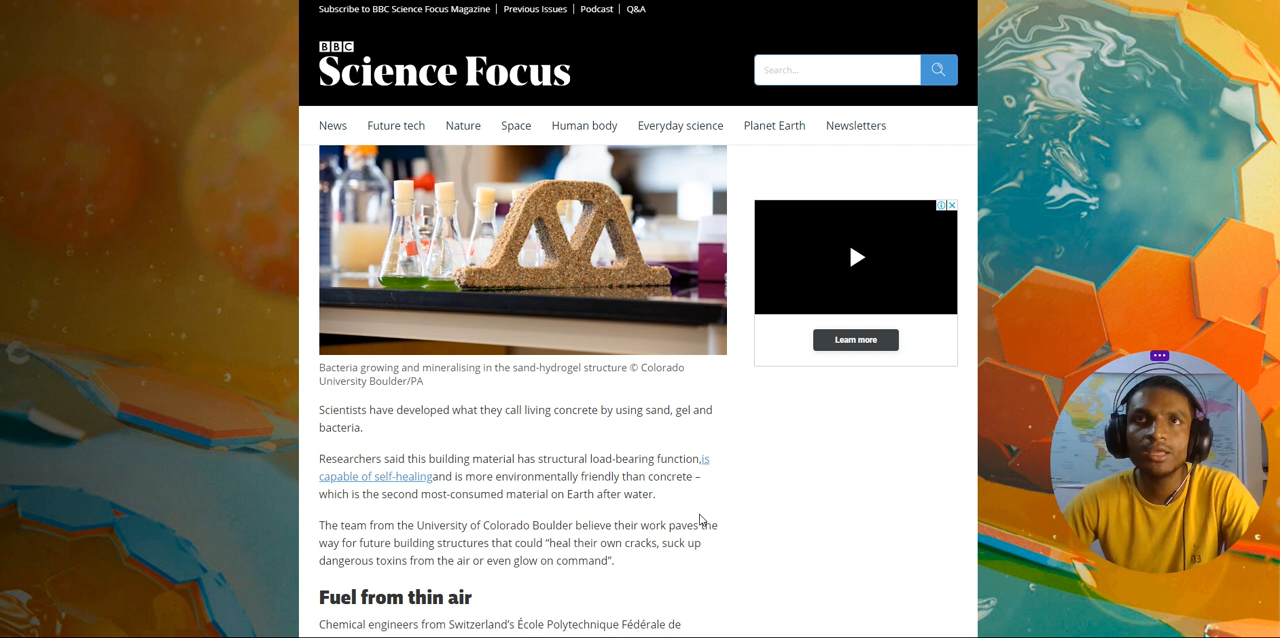 Subscribe to BBC Science Focus Magazine | Previous Issues | Podcast | Q&A
BBC
Science Focus
Search...
News Future tech Nature Space Human body Everyday science Planet Earth Newsletters
Learn more
Bacteria growing and mineralising in the sand-hydrogel structure © Colorado
University Boulder/PA
Scientists have developed what they call living concrete by using sand, gel and
bacteria.
Researchers said this building material has structural load-bearing function,is
capable of self-healingand is more environmentally friendly than concrete –
which is the second most-consumed material on Earth after water.
The team from the University of Colorado Boulder believe their work paves the
way for future building structures that could “heal their own cracks, suck up
dangerous toxins from the air or even glow on command”.
Fuel from thin air
Chemical engineers from Switzerland’s École Polytechnique Fédérale de